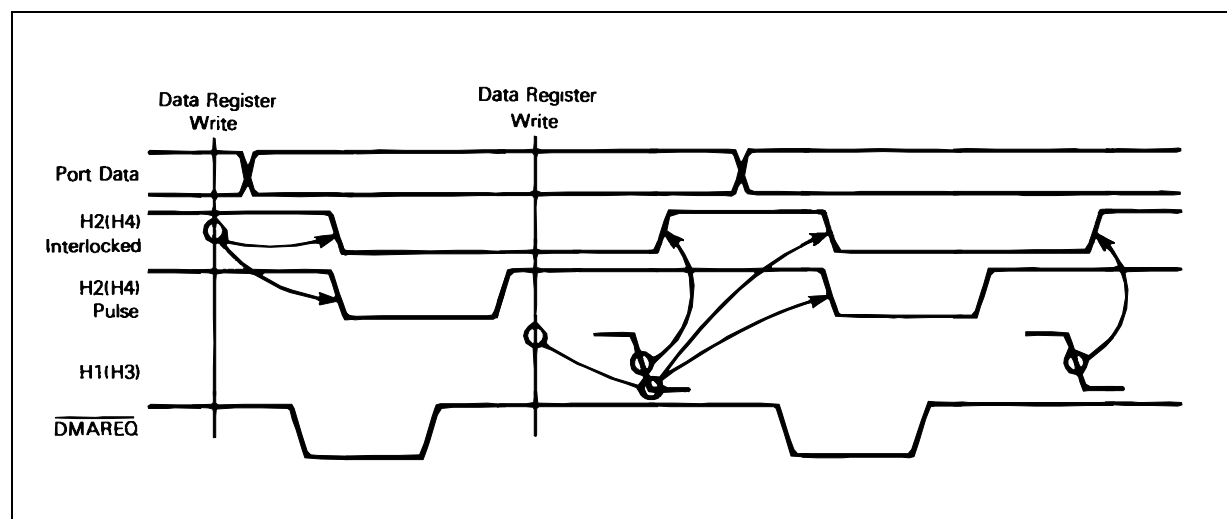 Data Register
Write
Data Register
Write
Port Data
H2(H4)
Interlocked
H2(H4)
Pulse
H1(H3)
DMAREQ